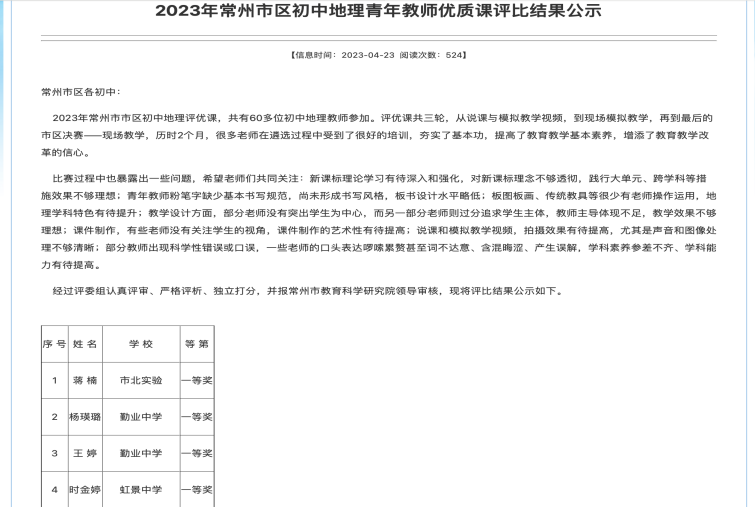 2023年常州市区初中地理青年教师优质课评比结果公示
【信息时间：2023-04-23 阅读次数：524】
常州市区各初中：
2023年常州市市区初中地理评优课，共有60多位初中地理教师参加。评优课共三轮，从说课与模拟教学视频，到现场模拟教学，再到最后的
市区决赛——现场教学，历时2个月，很多老师在遴选过程中受到了很好的培训，夯实了基本功，提高了教育教学基本素养，增添了教育教学改
革的信心。
比赛过程中也暴露出一些问题，希望老师们共同关注：新课标理论学习有待深入和强化，对新课标理念不够透彻，践行大单元、跨学科等措
施效果不够理想；青年教师粉笔字缺少基本书写规范，尚未形成书写风格，板书设计水平略低；板图板画、传统教具等很少有老师操作运用，地
理学科特色有待提升；教学设计方面，部分老师没有突出学生为中心，而另一部分老师则过分追求学生主体，教师主导体现不足，教学效果不够
理想；课件制作，有些老师没有关注学生的视角，课件制作的艺术性有待提高；说课和模拟教学视频，拍摄效果有待提高，尤其是声音和图像处
理不够清晰；部分教师出现科学性错误或口误，一些老师的口头表达啰嗦累赘甚至词不达意、含混晦涩、产生误解，学科素养参差不齐、学科能
力有待提高。
经过评委组认真评审、严格评析、独立打分，并报常州市教育科学研究院领导审核，现将评比结果公示如下。
序号 姓名 学校 等第
1 蒋楠 市北实验 一等奖
2 杨瑛璐 勤业中学 一等奖
3 王婷 勤业中学 一等奖
4 时金婷 虹景中学 一等奖